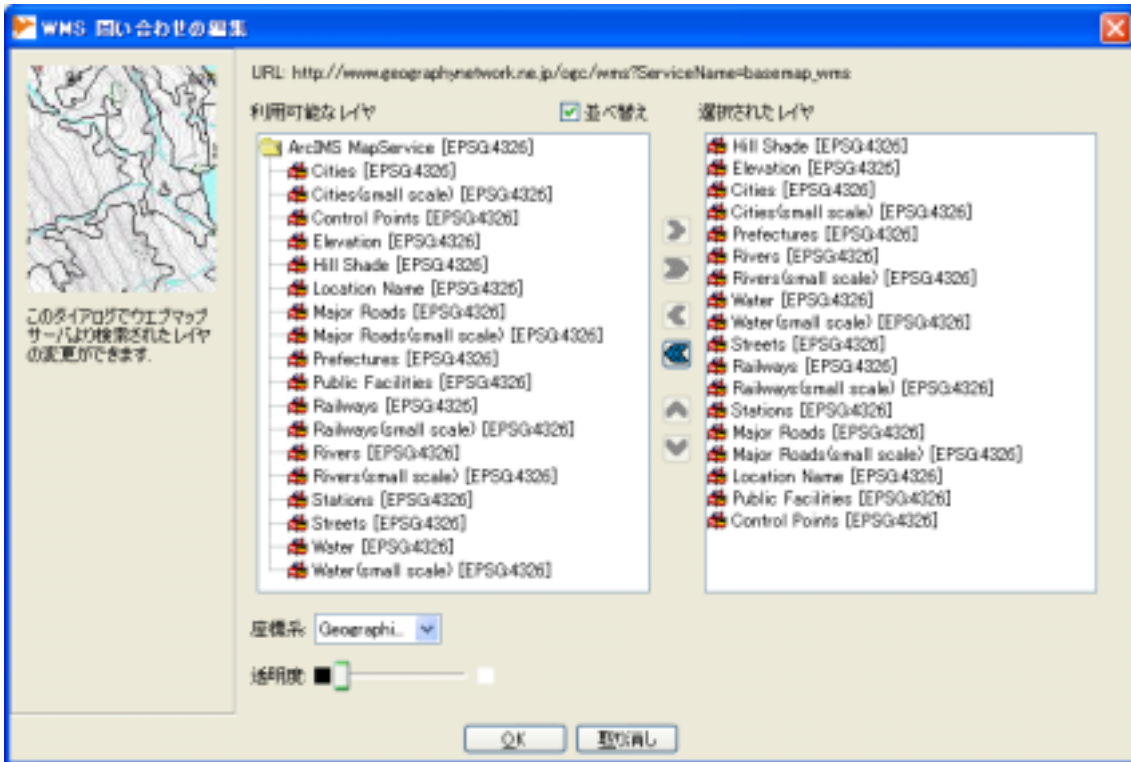 WMS 問い合わせの編集
URL: http://www.geographynetwork.ne.jp/ogc/wms?ServiceName=basemap_wms
このダイアログでウエブマップ
サーバより検索されたレイヤ
の変更ができます.
利用可能なレイヤ
並べ替え
ArcIMS MapService [EPSG:4326]
Cities [EPSG:4326]
Cities(small scale) [EPSG:4326]
Control Points [EPSG:4326]
Elevation [EPSG:4326]
Hill Shade [EPSG:4326]
Location Name [EPSG:4326]
Major Roads [EPSG:4326]
Major Roads(small scale) [EPSG:4326]
Prefectures [EPSG:4326]
Public Facilities [EPSG:4326]
Railways [EPSG:4326]
Railways(small scale) [EPSG:4326]
Rivers [EPSG:4326]
Rivers(small scale) [EPSG:4326]
Stations [EPSG:4326]
Streets [EPSG:4326]
Water [EPSG:4326]
Water(small scale) [EPSG:4326]
選択されたレイヤ
Hill Shade [EPSG:4326]
Elevation [EPSG:4326]
Cities [EPSG:4326]
Cities(small scale) [EPSG:4326]
Prefectures [EPSG:4326]
Rivers [EPSG:4326]
Rivers(small scale) [EPSG:4326]
Water [EPSG:4326]
Water(small scale) [EPSG:4326]
Streets [EPSG:4326]
Railways [EPSG:4326]
Railways(small scale) [EPSG:4326]
Stations [EPSG:4326]
Major Roads [EPSG:4326]
Major Roads(small scale) [EPSG:4326]
Location Name [EPSG:4326]
Public Facilities [EPSG:4326]
Control Points [EPSG:4326]
座標系: Geographi...
透明度:
OK
取り消し